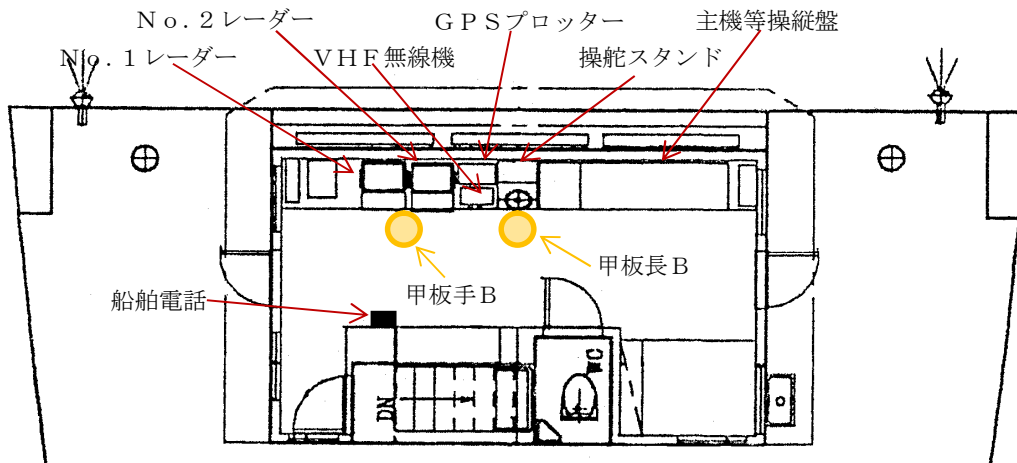 No.2レーダー
GPSプロッター
主機等操縦盤
No.1レーダー
VHF無線機
操舵スタンド
甲板長B
甲板手B
船舶電話
WC
DN